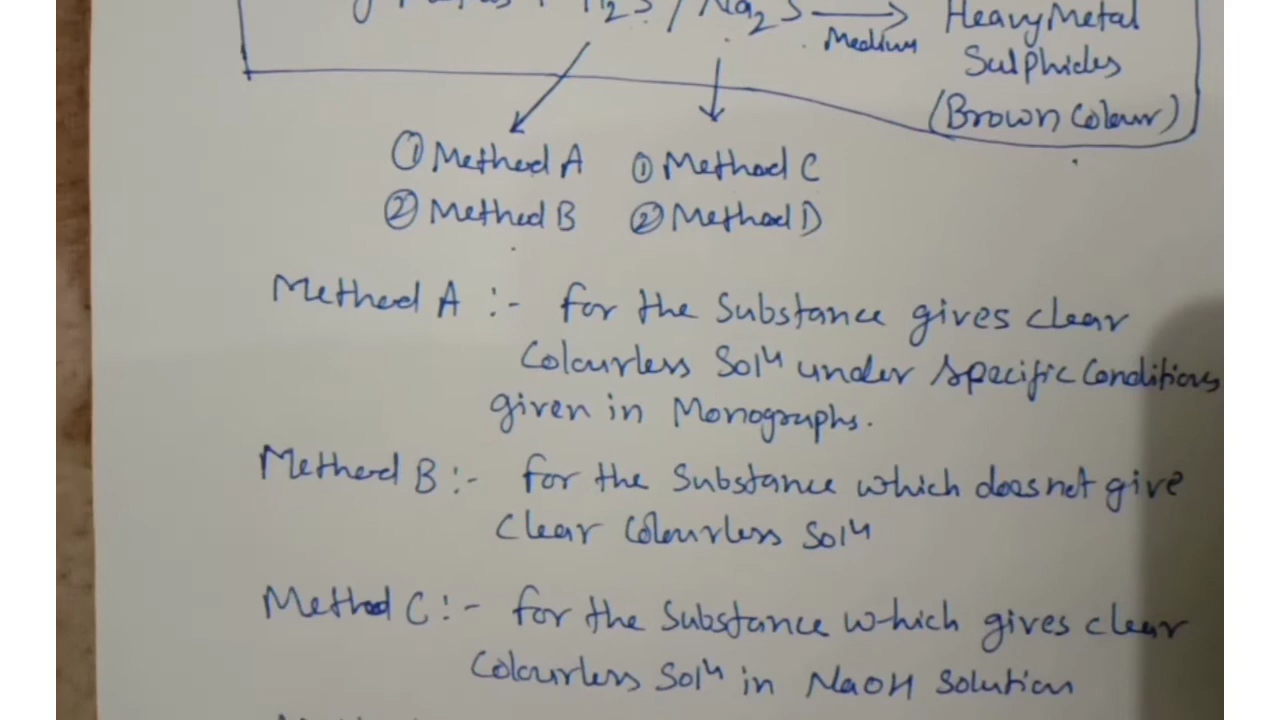 H2S / Na2S → Heavy Metal
Medium
Sulphides
(Brown Colour)
① Method A ① Method C
② Method B ② Method D
Method A :- for the Substance gives clear
Colourless Solⁿ under specific Conditions
given in Monographs.
Method B :- for the Substance which does not give
Clear Colourless Solⁿ
Method C :- for the Substance which gives clear
Colourless Solⁿ in NaOH Solution